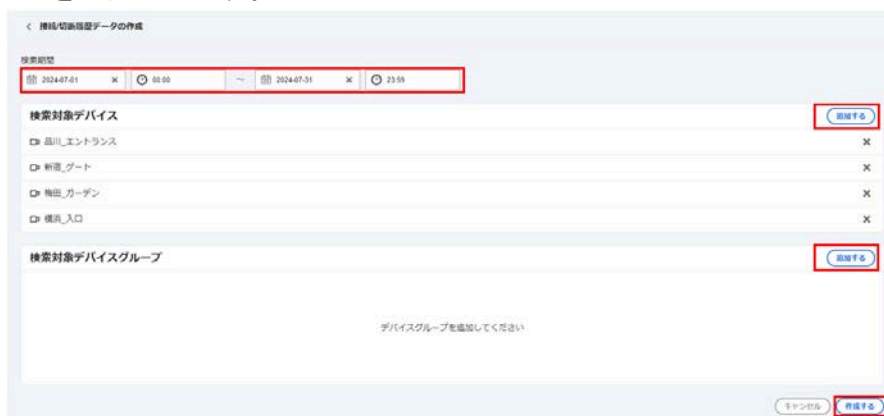 < 接続/切断履歴データの作成
検索期間
2024-07-01 × 00:00 ~ 2024-07-31 × 23:59
検索対象デバイス 追加する
品川_エントランス ×
新宿_ゲート ×
梅田_ガーデン ×
横浜_入口 ×
検索対象デバイスグループ 追加する
デバイスグループを追加してください
キャンセル 作成する